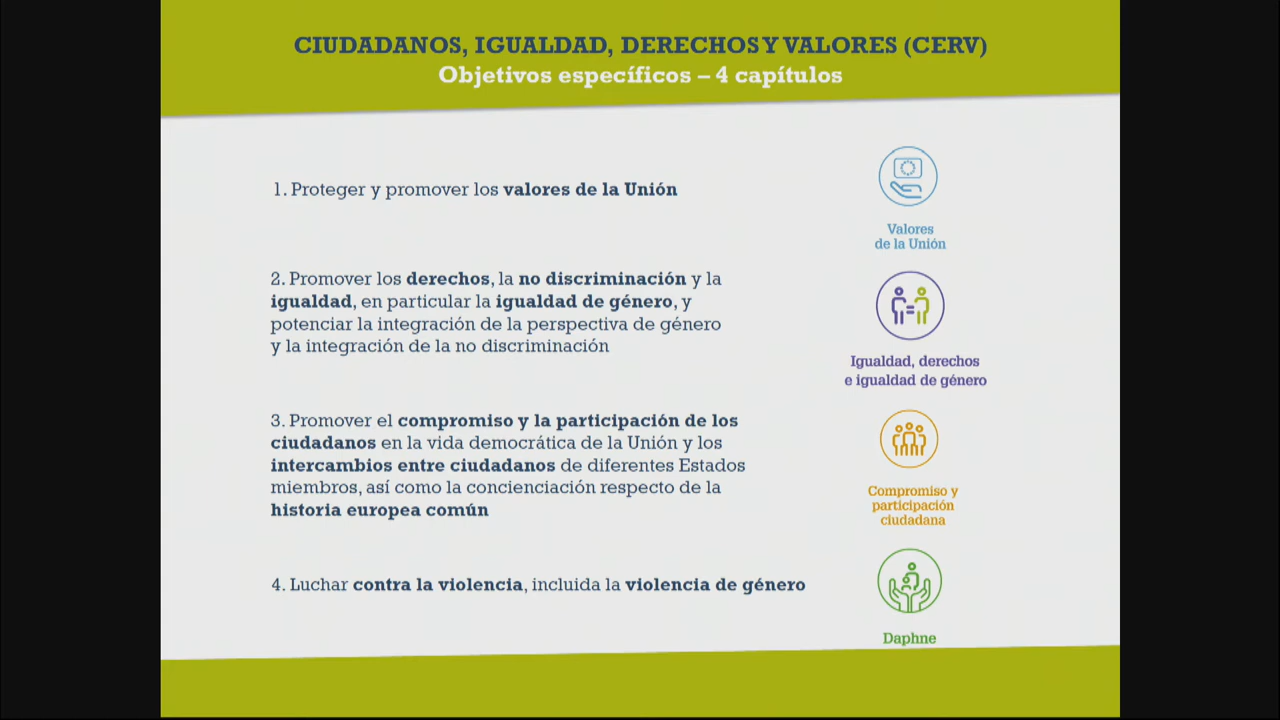 CIUDADANOS, IGUALDAD, DERECHOS Y VALORES (CERV)
Objetivos específicos – 4 capítulos
1. Proteger y promover los valores de la Unión
Valores
de la Unión
2. Promover los derechos, la no discriminación y la
igualdad, en particular la igualdad de género, y
potenciar la integración de la perspectiva de género
y la integración de la no discriminación
Igualdad, derechos
e igualdad de género
3. Promover el compromiso y la participación de los
ciudadanos en la vida democrática de la Unión y los
intercambios entre ciudadanos de diferentes Estados
miembros, así como la concienciación respecto de la
historia europea común
Compromiso y
participación
ciudadana
4. Luchar contra la violencia, incluida la violencia de género
Daphne